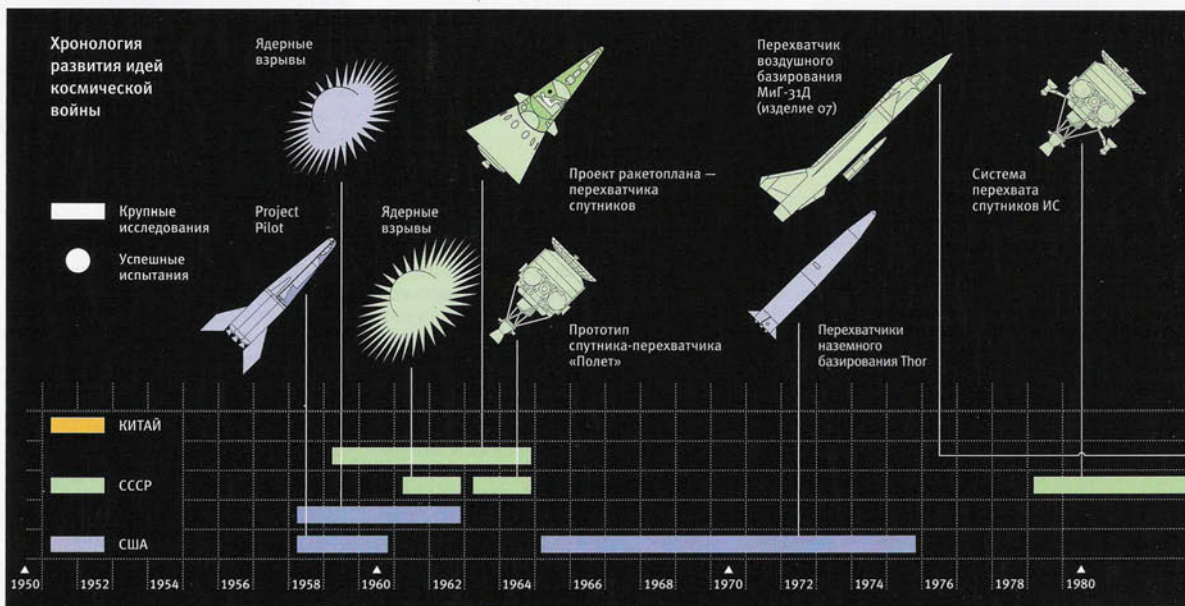 Хронология
развития идей
космической
войны
Ядерные
взрывы
Перехватчик
воздушного
базирования
МиГ-31Д
(изделие 07)
Проект ракетоплана —
перехватчика
спутников
Система
перехвата
спутников ИС
Крупные
исследования
Успешные
испытания
Project
Pilot
Ядерные
взрывы
Прототип
спутника-перехватчика
«Полет»
Перехватчики
наземного
базирования Thor
КИТАЙ
СССР
США
1950 1952 1954 1956 1958 1960 1962 1964 1966 1968 1970 1972 1974 1976 1978 1980